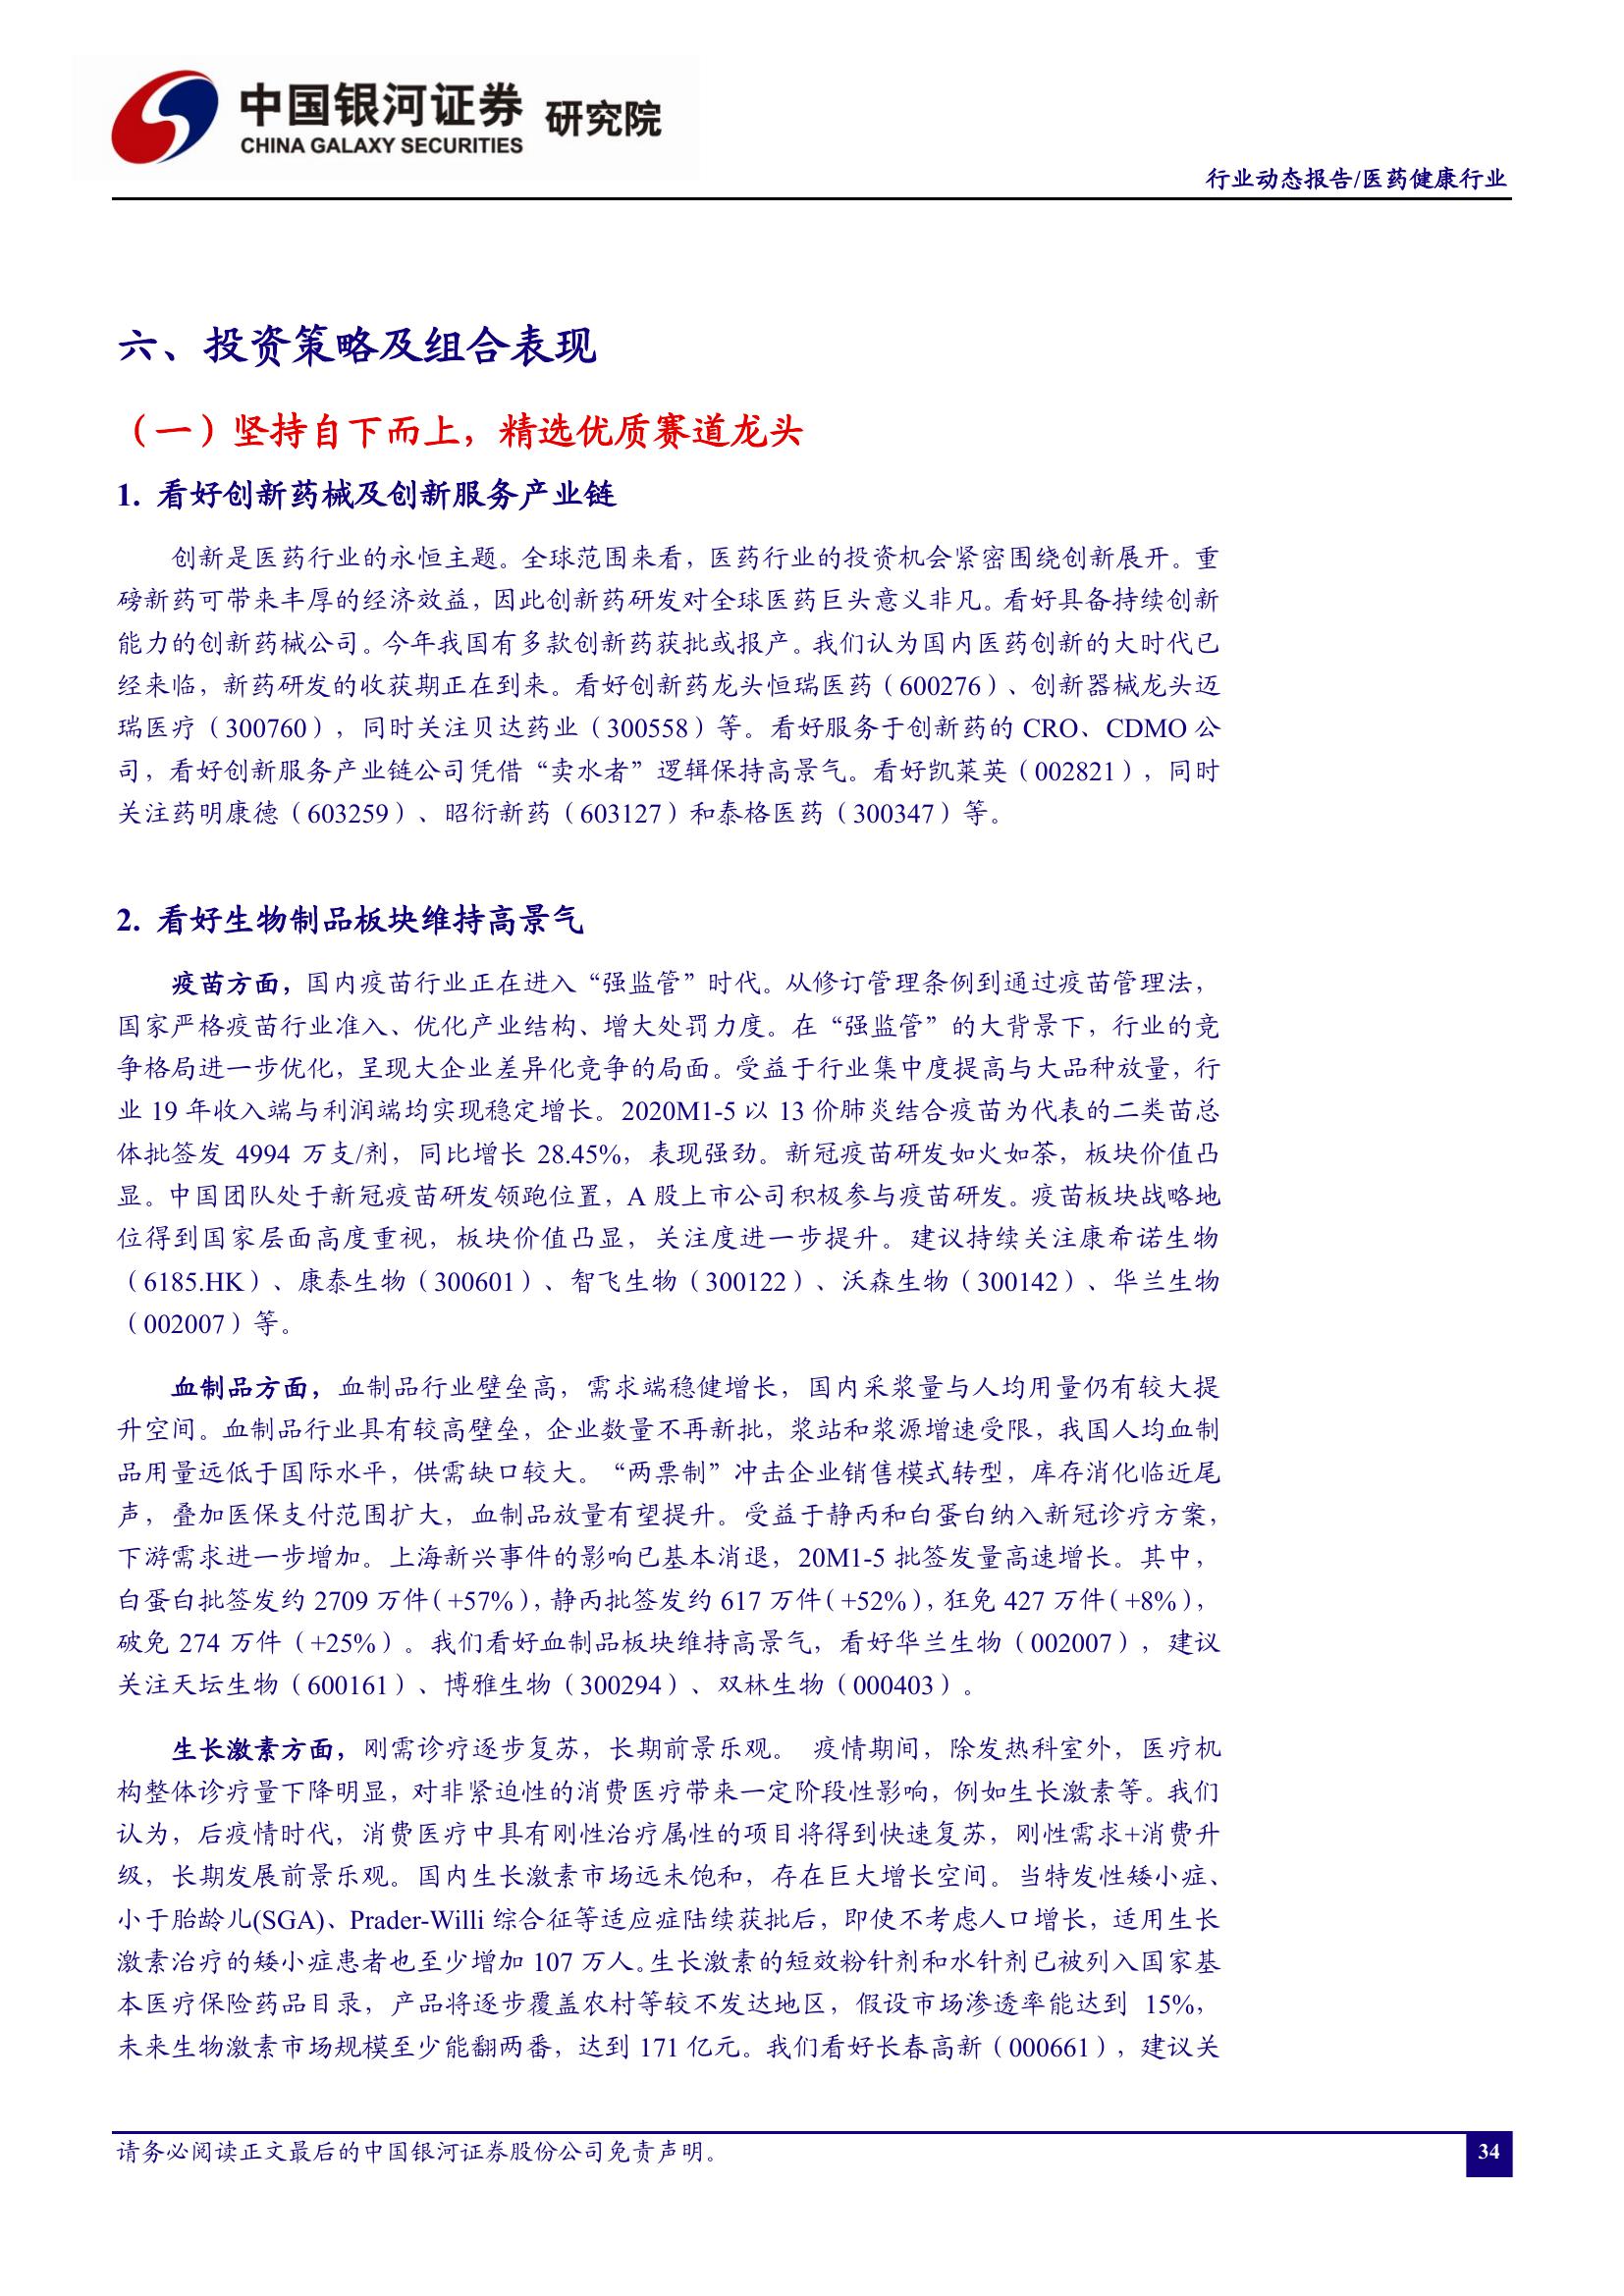 中国银河证券 研究院
CHINA GALAXY SECURITIES
行业动态报告/医药健康行业
六、投资策略及组合表现
（一）坚持自下而上，精选优质赛道龙头
1. 看好创新药械及创新服务产业链
创新是医药行业的永恒主题。全球范围来看，医药行业的投资机会紧密围绕创新展开。重
磅新药可带来丰厚的经济效益，因此创新药研发对全球医药巨头意义非凡。看好具备持续创新
能力的创新药械公司。今年我国有多款创新药获批或报产。我们认为国内医药创新的大时代已
经来临，新药研发的收获期正在到来。看好创新药龙头恒瑞医药（600276）、创新器械龙头迈
瑞医疗（300760），同时关注贝达药业（300558）等。看好服务于创新药的 CRO、CDMO 公
司，看好创新服务产业链公司凭借“卖水者”逻辑保持高景气。看好凯莱英（002821），同时
关注药明康德（603259）、昭衍新药（603127）和泰格医药（300347）等。
2. 看好生物制品板块维持高景气
疫苗方面，国内疫苗行业正在进入“强监管”时代。从修订管理条例到通过疫苗管理法，
国家严格疫苗行业准入、优化产业结构、增大处罚力度。在“强监管”的大背景下，行业的竞
争格局进一步优化，呈现大企业差异化竞争的局面。受益于行业集中度提高与大品种放量，行
业 19 年收入端与利润端均实现稳定增长。2020M1-5 以 13 价肺炎结合疫苗为代表的二类苗总
体批签发 4994 万支/剂，同比增长 28.45%，表现强劲。新冠疫苗研发如火如荼，板块价值凸
显。中国团队处于新冠疫苗研发领跑位置，A 股上市公司积极参与疫苗研发。疫苗板块战略地
位得到国家层面高度重视，板块价值凸显，关注度进一步提升。建议持续关注康希诺生物
（6185.HK）、康泰生物（300601）、智飞生物（300122）、沃森生物（300142）、华兰生物
（002007）等。
血制品方面，血制品行业壁垒高，需求端稳健增长，国内采浆量与人均用量仍有较大提
升空间。血制品行业具有较高壁垒，企业数量不再新批，浆站和浆源增速受限，我国人均血制
品用量远低于国际水平，供需缺口较大。“两票制”冲击企业销售模式转型，库存消化临近尾
声，叠加医保支付范围扩大，血制品放量有望提升。受益于静丙和白蛋白纳入新冠诊疗方案，
下游需求进一步增加。上海新兴事件的影响已基本消退，20M1-5 批签发量高速增长。其中，
白蛋白批签发约 2709 万件（+57%），静丙批签发约 617 万件（+52%），狂免 427 万件（+8%），
破免 274 万件（+25%）。我们看好血制品板块维持高景气，看好华兰生物（002007），建议
关注天坛生物（600161）、博雅生物（300294）、双林生物（000403）。
生长激素方面，刚需诊疗逐步复苏，长期前景乐观。 疫情期间，除发热科室外，医疗机
构整体诊疗量下降明显，对非紧迫性的消费医疗带来一定阶段性影响，例如生长激素等。我们
认为，后疫情时代，消费医疗中具有刚性治疗属性的项目将得到快速复苏，刚性需求+消费升
级，长期发展前景乐观。国内生长激素市场远未饱和，存在巨大增长空间。当特发性矮小症、
小于胎龄儿(SGA)、Prader-Willi 综合征等适应症陆续获批后，即使不考虑人口增长，适用生长
激素治疗的矮小症患者也至少增加 107 万人。生长激素的短效粉针剂和水针剂已被列入国家基
本医疗保险药品目录，产品将逐步覆盖农村等较不发达地区，假设市场渗透率能达到 15%，
未来生物激素市场规模至少能翻两番，达到 171 亿元。我们看好长春高新（000661），建议关
请务必阅读正文最后的中国银河证券股份公司免责声明。
34